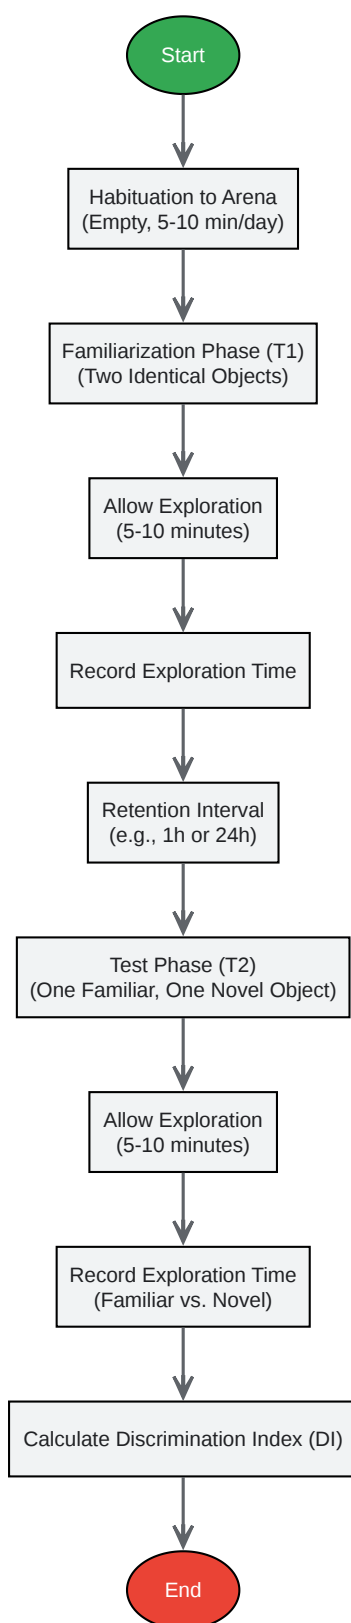 Start
Habituation to Arena
(Empty, 5-10 min/day)
Familiarization Phase (T1)
(Two Identical Objects)
Allow Exploration
(5-10 minutes)
Record Exploration Time
Retention Interval
(e.g., 1h or 24h)
Test Phase (T2)
(One Familiar, One Novel Object)
Allow Exploration
(5-10 minutes)
Record Exploration Time
(Familiar vs. Novel)
Calculate Discrimination Index (DI)
End